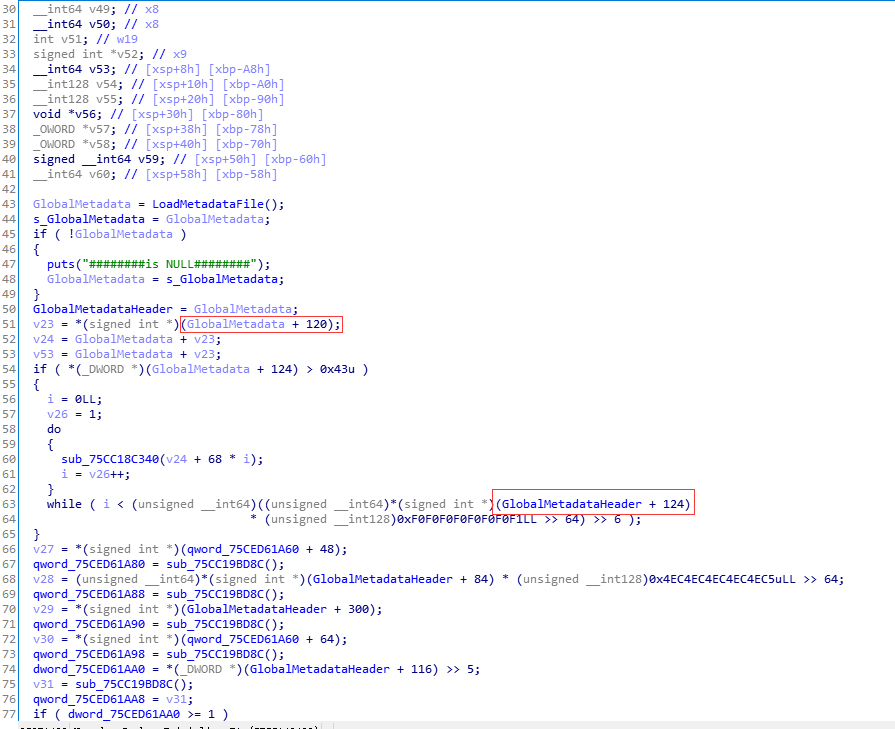 30 __int64 v49; // x8
31 __int64 v50; // x8
32 int v51; // w19
33 signed int *v52; // x9
34 __int64 v53; // [xsp+8h] [xbp-A8h]
35 __int128 v54; // [xsp+10h] [xbp-A0h]
36 __int128 v55; // [xsp+20h] [xbp-90h]
37 void *v56; // [xsp+30h] [xbp-80h]
38 _OWORD *v57; // [xsp+38h] [xbp-78h]
39 _OWORD *v58; // [xsp+40h] [xbp-70h]
40 signed __int64 v59; // [xsp+50h] [xbp-60h]
41 __int64 v60; // [xsp+58h] [xbp-58h]
42
43 GlobalMetadata = LoadMetadataFile();
44 s_GlobalMetadata = GlobalMetadata;
45 if ( !GlobalMetadata )
46 {
47 puts("########is NULL########");
48 GlobalMetadata = s_GlobalMetadata;
49 }
50 GlobalMetadataHeader = GlobalMetadata;
51 v23 = *(signed int *)(GlobalMetadata + 120);
52 v24 = GlobalMetadata + v23;
53 v53 = GlobalMetadata + v23;
54 if ( *(_DWORD *)(GlobalMetadata + 124) > 0x43u )
55 {
56 i = 0LL;
57 v26 = 1;
58 do
59 {
60 sub_75CC18C340(v24 + 68 * i);
61 i = v26++;
62 }
63 while ( i < (unsigned __int64)((unsigned __int64)*(signed int *)(GlobalMetadataHeader + 124)
64 * (unsigned __int128)0xF0F0F0F0F0F0F0F1LL >> 64) >> 6 );
65 }
66 v27 = *(signed int *)(qword_75CED61A60 + 48);
67 qword_75CED61A80 = sub_75CC19BD8C();
68 v28 = (unsigned __int64)*(signed int *)(GlobalMetadataHeader + 84) * (unsigned __int128)0x4EC4EC4EC4EC4EC5uLL >> 64;
69 qword_75CED61A88 = sub_75CC19BD8C();
70 v29 = *(signed int *)(GlobalMetadataHeader + 300);
71 qword_75CED61A90 = sub_75CC19BD8C();
72 v30 = *(signed int *)(qword_75CED61A60 + 64);
73 qword_75CED61A98 = sub_75CC19BD8C();
74 dword_75CED61AA0 = *(_DWORD *)(GlobalMetadataHeader + 116) >> 5;
75 v31 = sub_75CC19BD8C();
76 qword_75CED61AA8 = v31;
77 if ( dword_75CED61AA0 >= 1 )